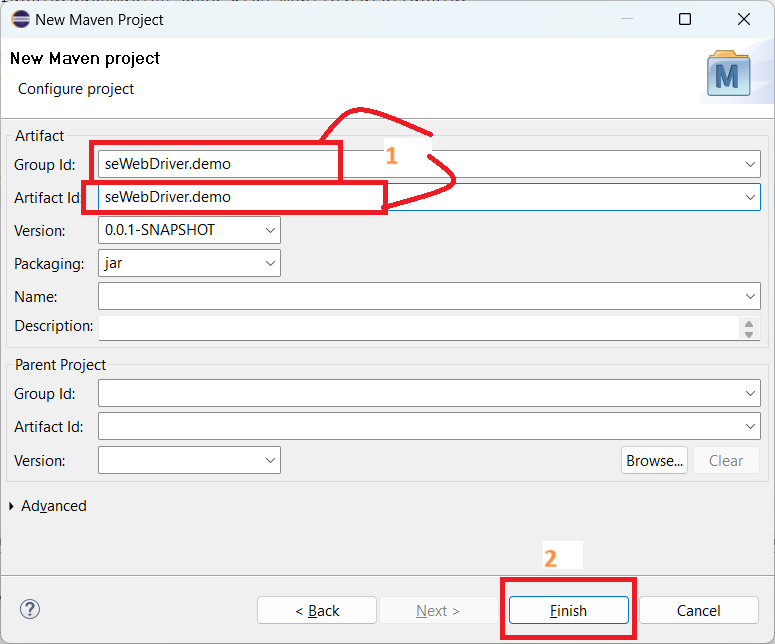 New Maven Project
New Maven project
Configure project
M
Artifact
Group Id: seWebDriver.demo
1
Artifact Id: seWebDriver.demo
Version: 0.0.1-SNAPSHOT
Packaging: jar
Name:
Description:
Parent Project
Group Id:
Artifact Id:
Version: Browse... Clear
Advanced
2
? < Back Next > Finish Cancel